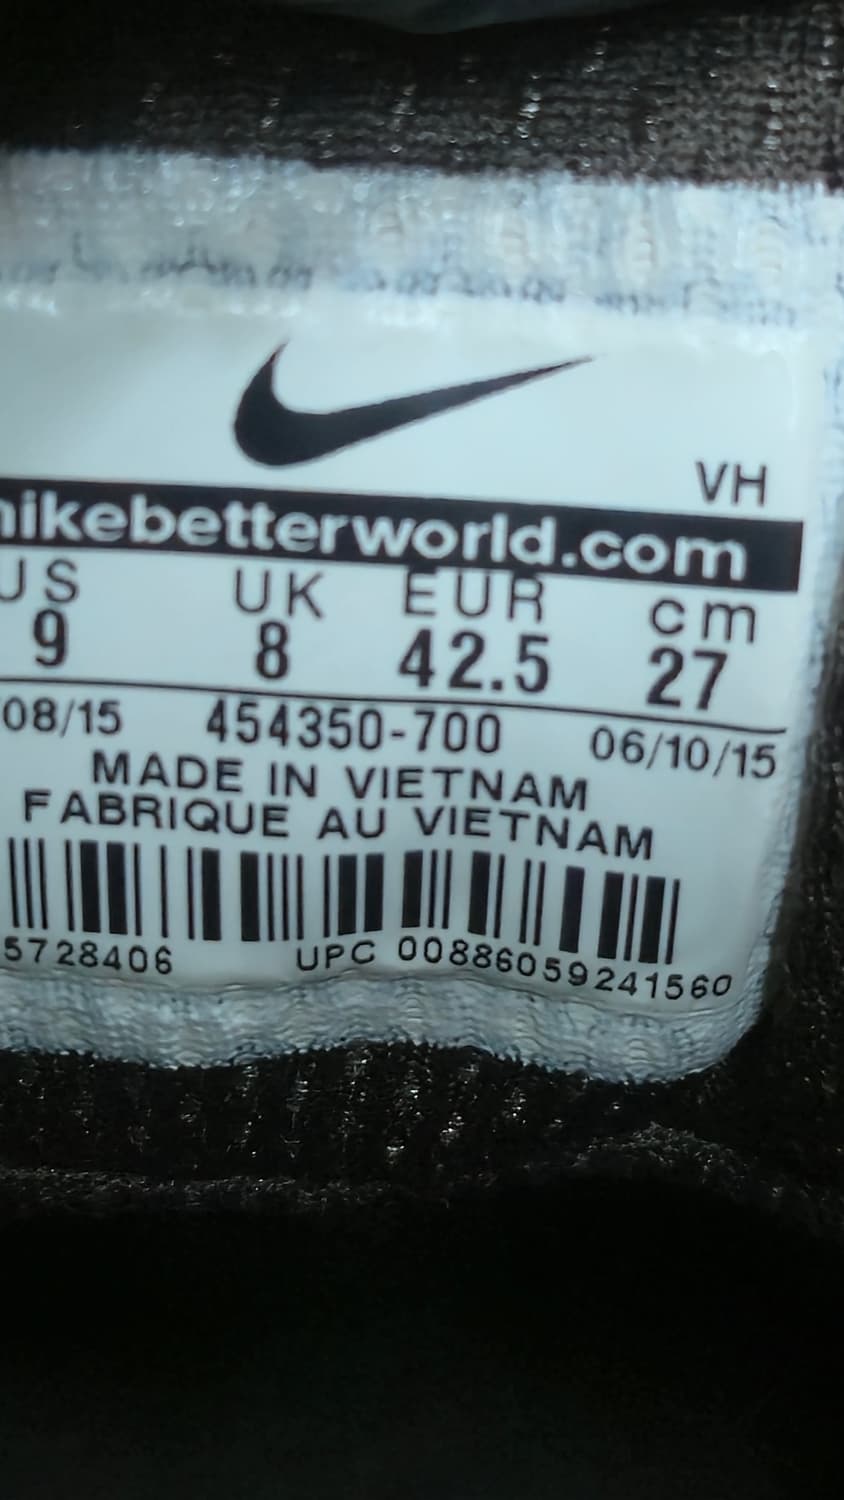 VH
nikebetterworld.com
US UK EUR cm
9 8 42.5 27
08/15 454350-700 06/10/15
MADE IN VIETNAM
FABRIQUE AU VIETNAM
5728406 UPC 00886059241560